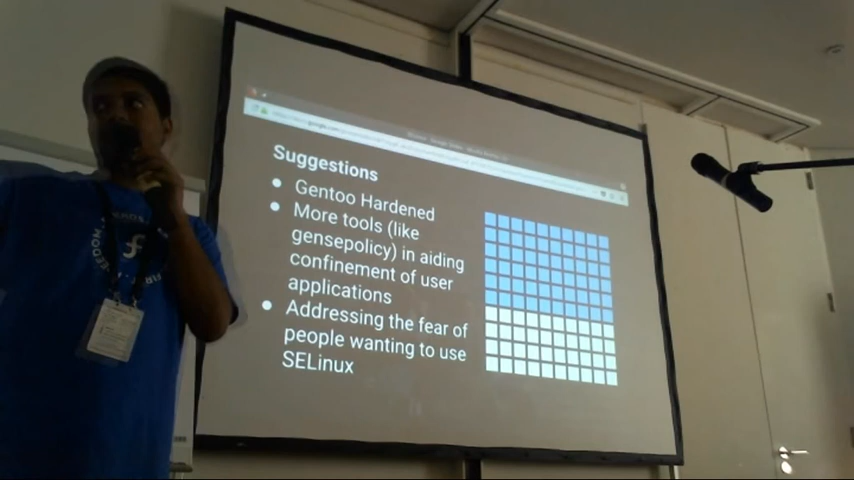 Suggestions
● Gentoo Hardened
● More tools (like
gensepolicy) in aiding
confinement of user
applications
● Addressing the fear of
people wanting to use
SELinux